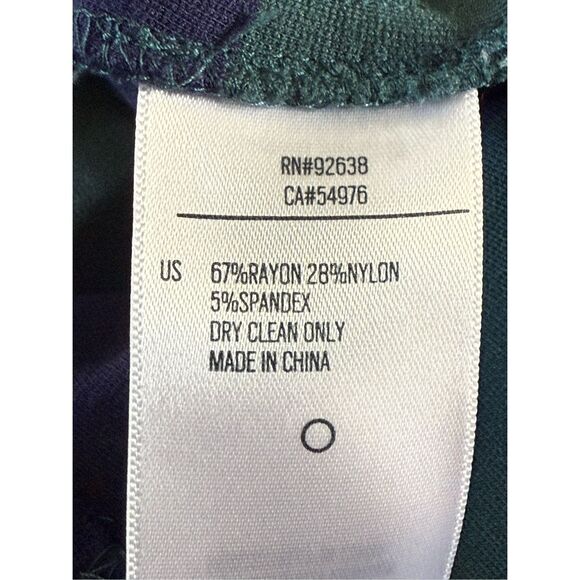 RN#92638
CA#54976
US 67%RAYON 28%NYLON
5%SPANDEX
DRY CLEAN ONLY
MADE IN CHINA